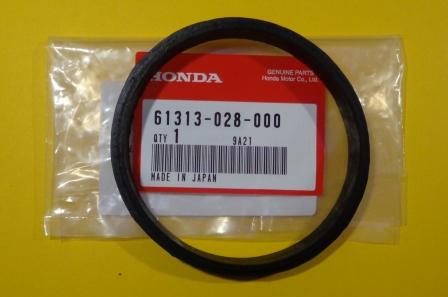 HONDA
GENUINE PARTS
Honda Motor Co., Ltd.
61313-028-000
QTY 1 9A21
MADE IN JAPAN